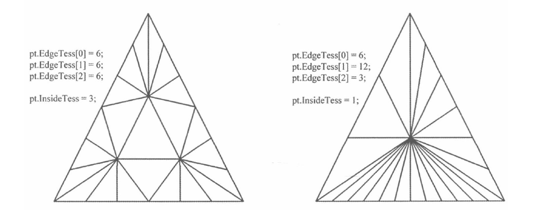 pt.EdgeTess[0] = 6;
pt.EdgeTess[1] = 6;
pt.EdgeTess[2] = 6;
pt.InsideTess = 3;
pt.EdgeTess[0] = 6;
pt.EdgeTess[1] = 12;
pt.EdgeTess[2] = 3;
pt.InsideTess = 1;